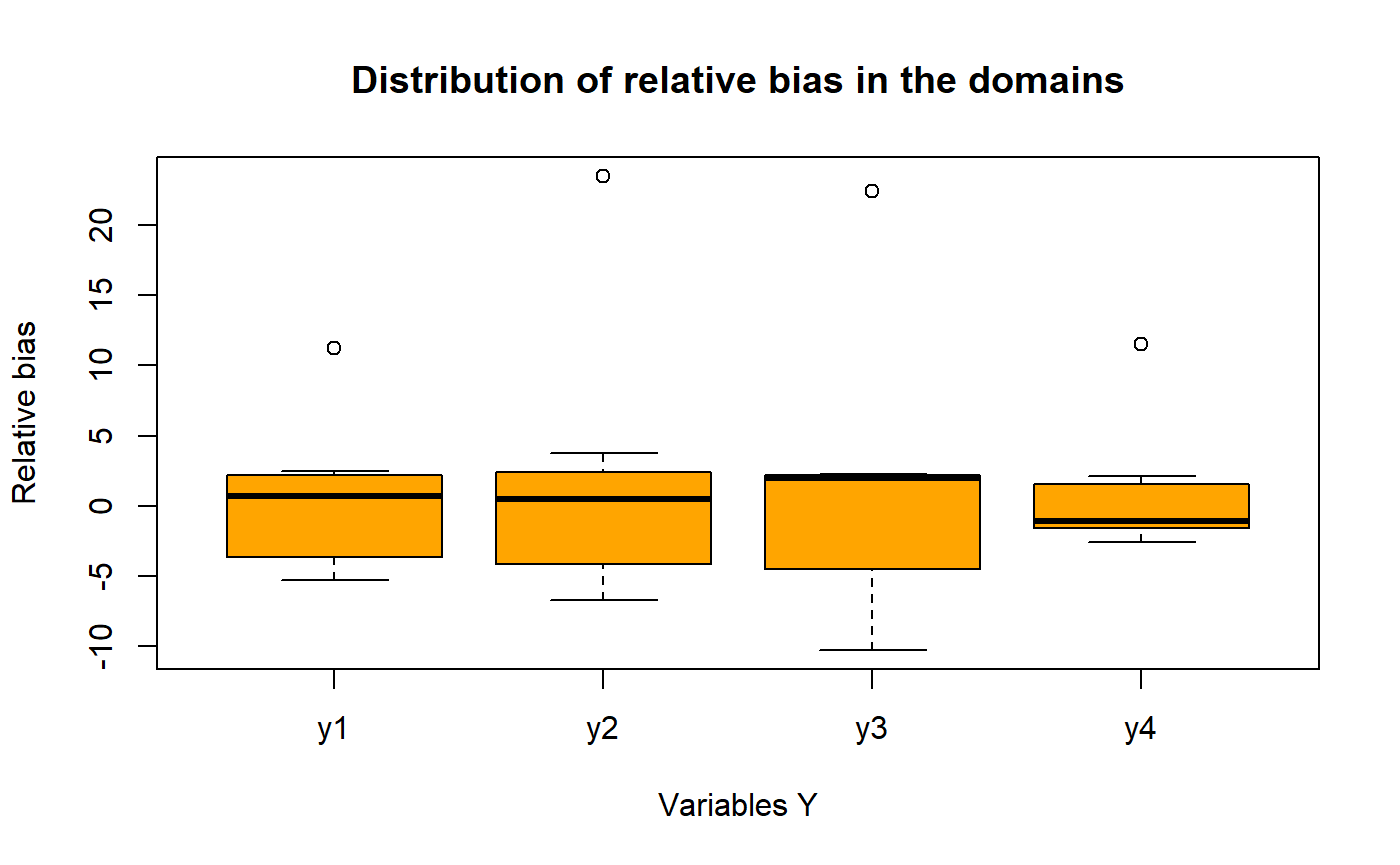 Distribution of relative bias in the domains
Relative bias
20
15
10
5
0
-5
-10
y1
y2
y3
y4
Variables Y